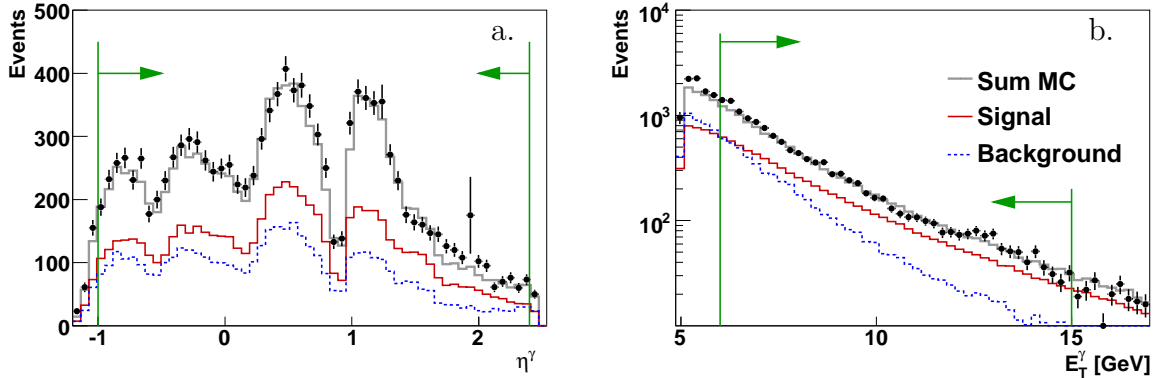 Events
500
400
300
200
100
0
-1
0
1
2
η^γ
a.
Events
10^4
10^3
10^2
5
10
15
E_T^γ [GeV]
b.
Sum MC
Signal
Background